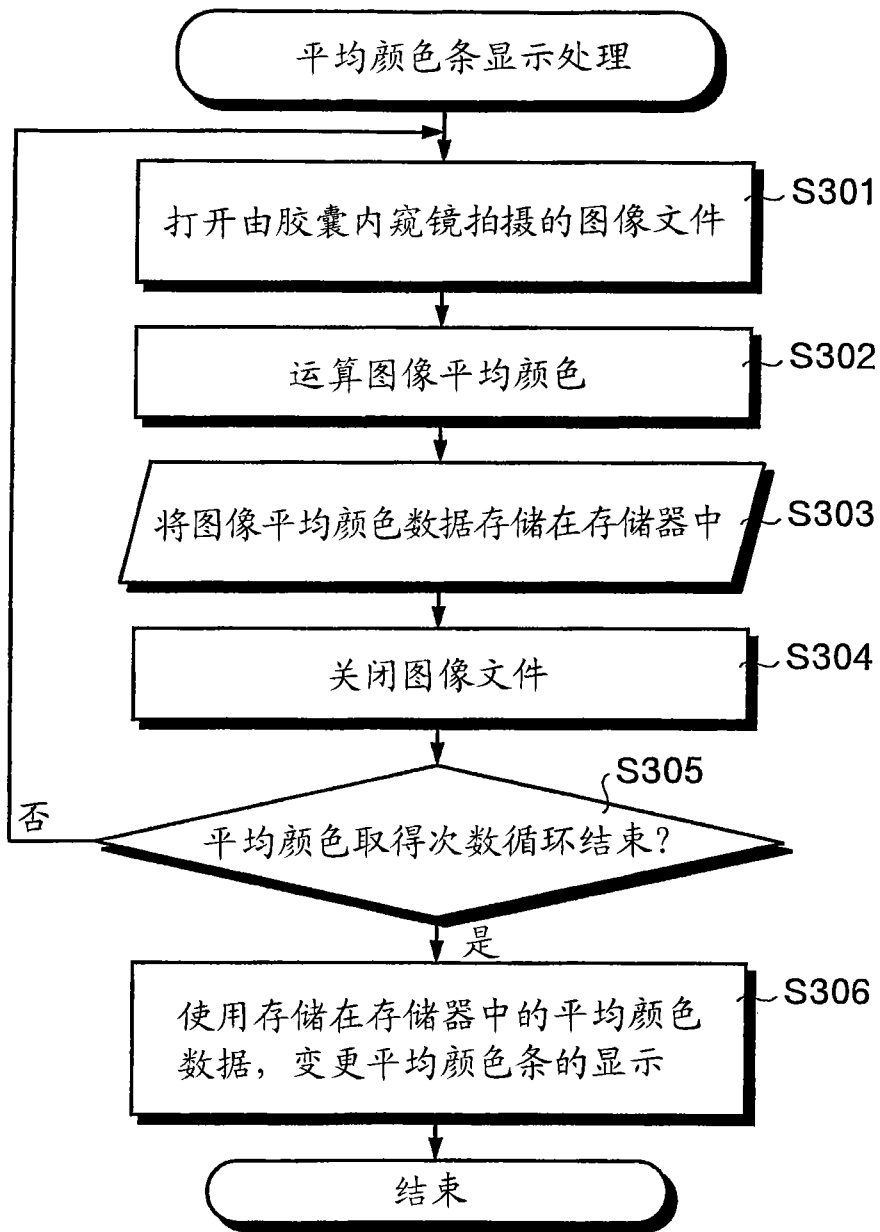 平均颜色条显示处理
打开由胶囊内窥镜拍摄的图像文件
S301
运算图像平均颜色
S302
将图像平均颜色数据存储在存储器中
S303
关闭图像文件
S304
S305
平均颜色取得次数循环结束?
否
是
使用存储在存储器中的平均颜色
数据，变更平均颜色条的显示
S306
结束